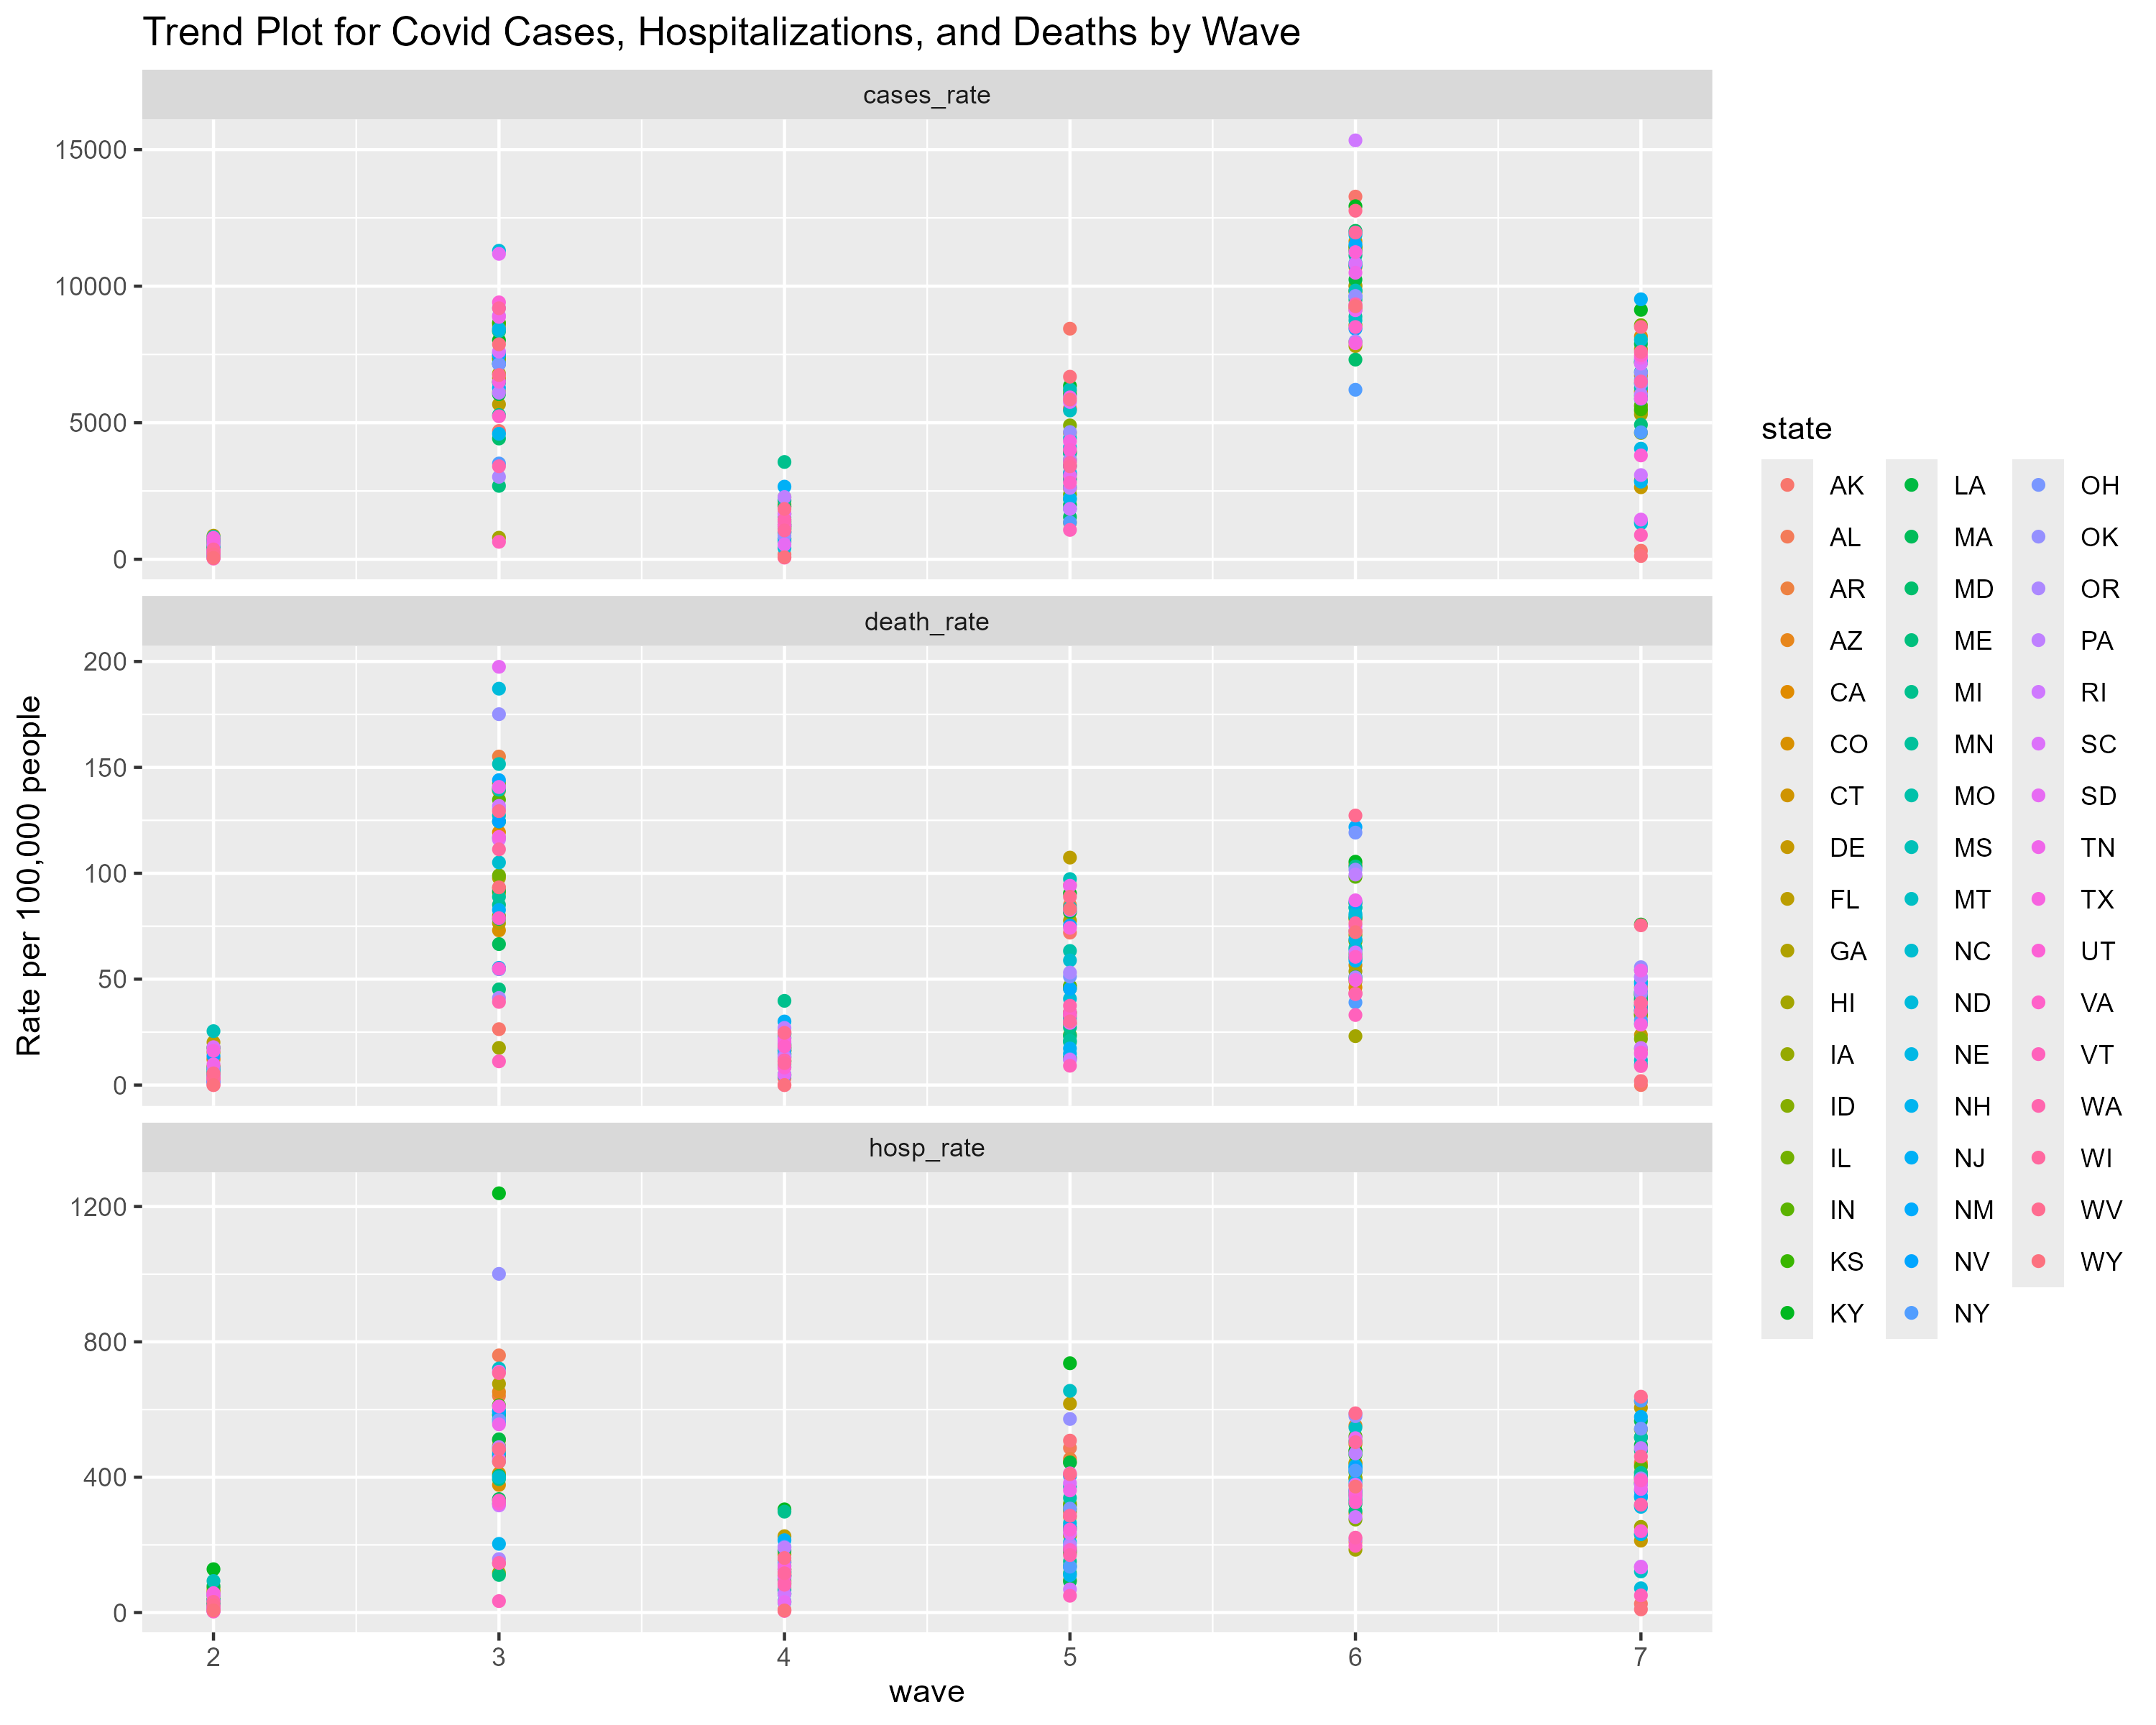 Trend Plot for Covid Cases, Hospitalizations, and Deaths by Wave
cases_rate
15000
10000
5000
0
death_rate
200
150
100
50
0
hosp_rate
1200
800
400
0
2 3 4 5 6 7
wave
Rate per 100,000 people
state
AK LA OH
AL MA OK
AR MD OR
AZ ME PA
CA MI RI
CO MN SC
CT MO SD
DE MS TN
FL MT TX
GA NC UT
HI ND VA
IA NE VT
ID NH WA
IL NJ WI
IN NM WV
KS NV WY
KY NY